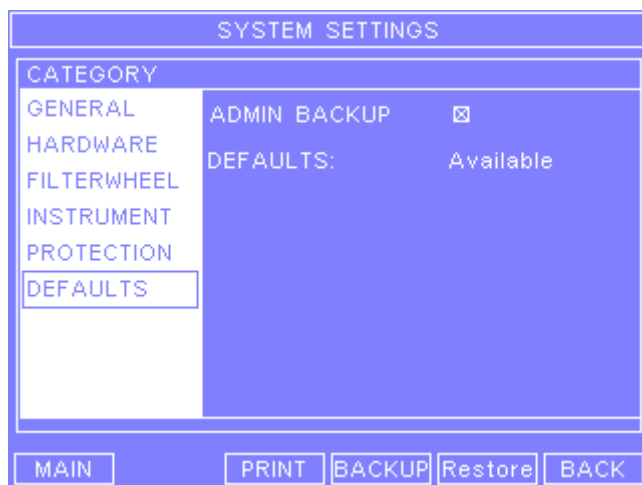 SYSTEM SETTINGS
CATEGORY
GENERAL
HARDWARE
FILTERWHEEL
INSTRUMENT
PROTECTION
DEFAULTS
ADMIN BACKUP
DEFAULTS: Available
MAIN PRINT BACKUP Restore BACK